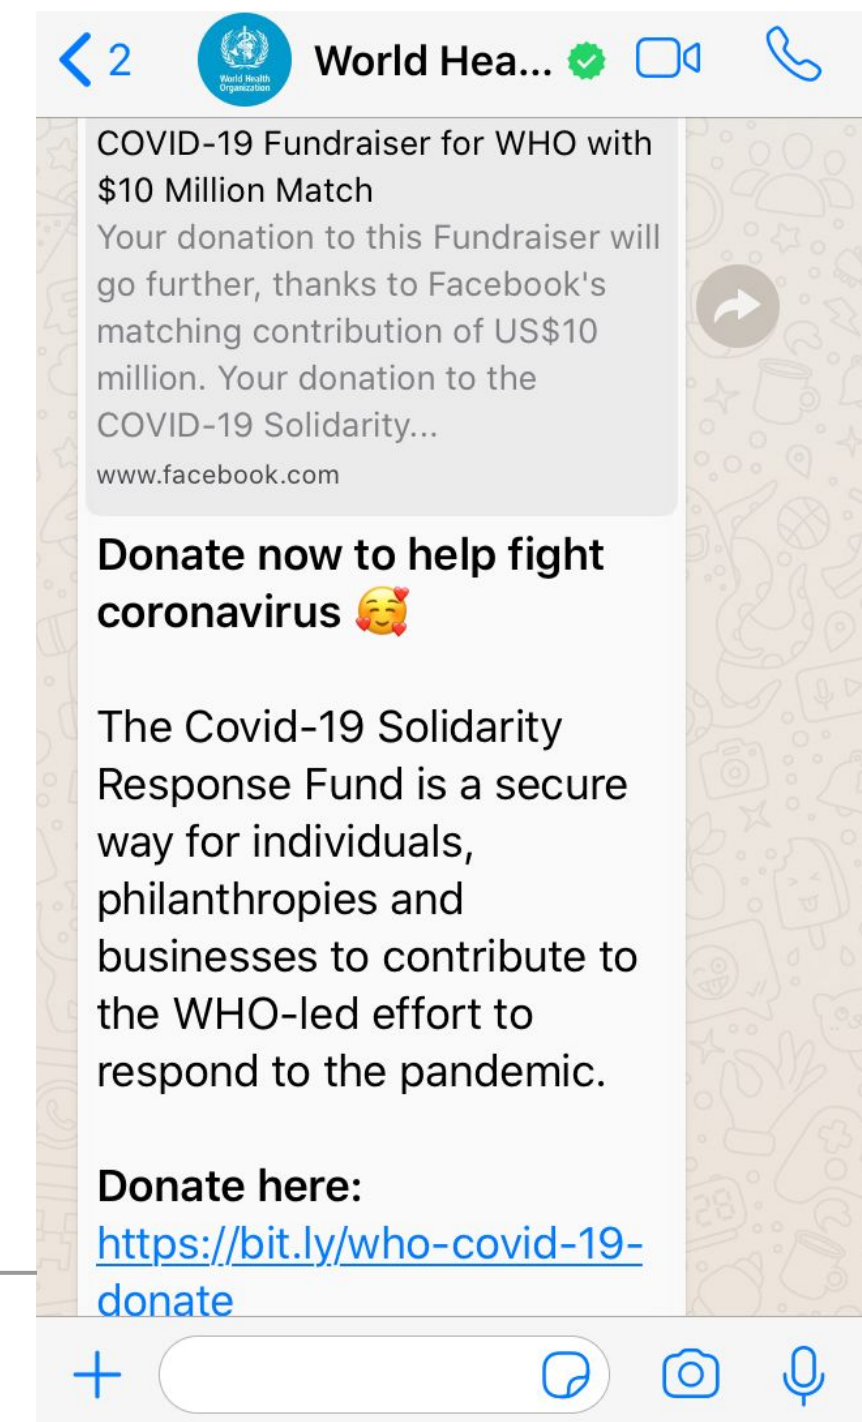 2
World Health
Organization
World Hea...
COVID-19 Fundraiser for WHO with
$10 Million Match
Your donation to this Fundraiser will
go further, thanks to Facebook's
matching contribution of US$10
million. Your donation to the
COVID-19 Solidarity...
www.facebook.com
Donate now to help fight
coronavirus 🥰
The Covid-19 Solidarity
Response Fund is a secure
way for individuals,
philanthropies and
businesses to contribute to
the WHO-led effort to
respond to the pandemic.
Donate here:
https://bit.ly/who-covid-19-
donate
28